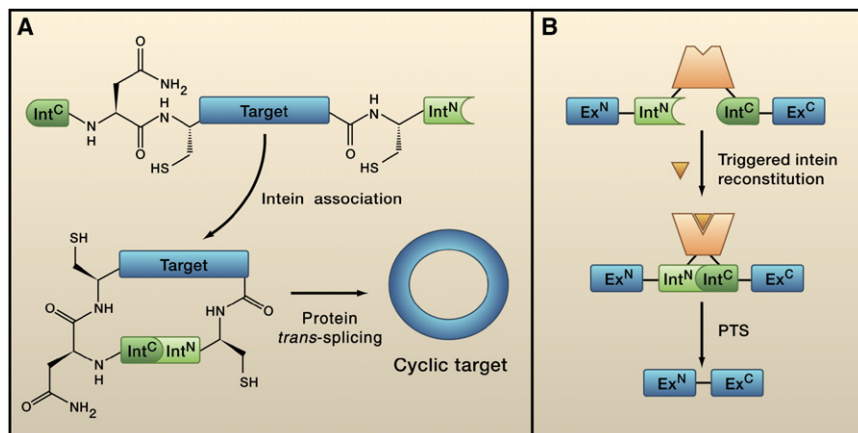 A
O
NH₂
Intᶜ
N
H
O
H
N
HS
Target
O
H
N
HS
Intᴺ
Intein association
SH
Target
O
NH
O
HN
N
H
Intᶜ
Intᴺ
SH
O
NH₂
Protein
trans-splicing
Cyclic target
B
Exᴺ
Intᴺ
Intᶜ
Exᶜ
Triggered intein
reconstitution
Exᴺ
Intᴺ
Intᶜ
Exᶜ
PTS
Exᴺ
Exᶜ